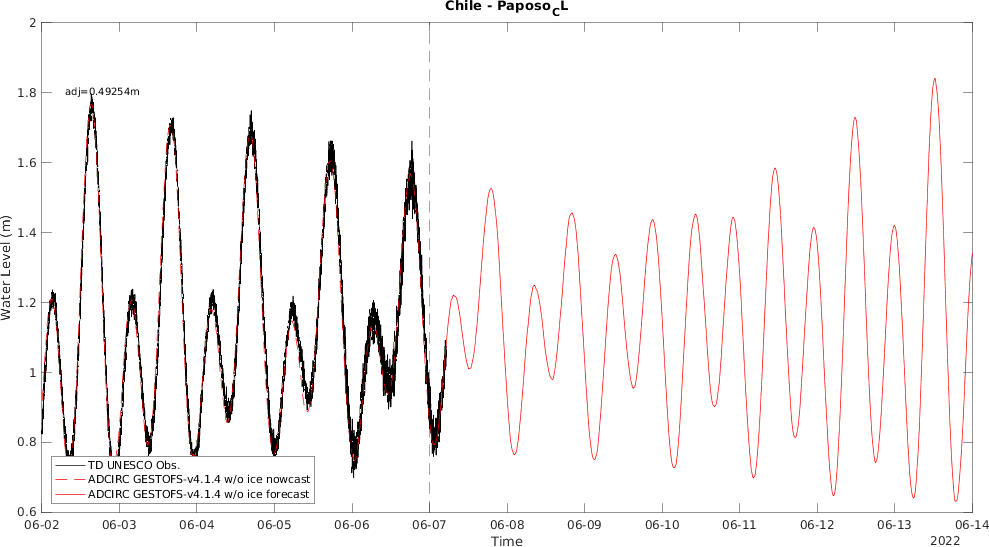 Chile - Paposo_CL
2
1.8
1.6
1.4
1.2
1
0.8
0.6
Water Level (m)
adj=0.49254m
TD UNESCO Obs.
ADCIRC GESTOFS-v4.1.4 w/o ice nowcast
ADCIRC GESTOFS-v4.1.4 w/o ice forecast
06-02 06-03 06-04 06-05 06-06 06-07 06-08 06-09 06-10 06-11 06-12 06-13 06-14
Time
2022